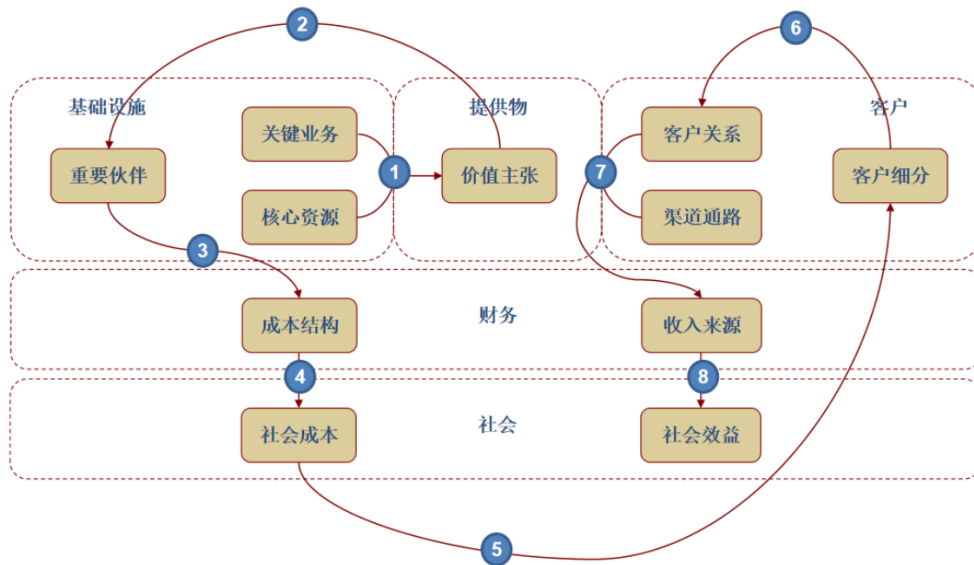 2
6
基础设施
提供物
客户
关键业务
客户关系
重要伙伴
1
价值主张
7
客户细分
核心资源
渠道通路
3
成本结构
财务
收入来源
4
8
社会成本
社会
社会效益
5